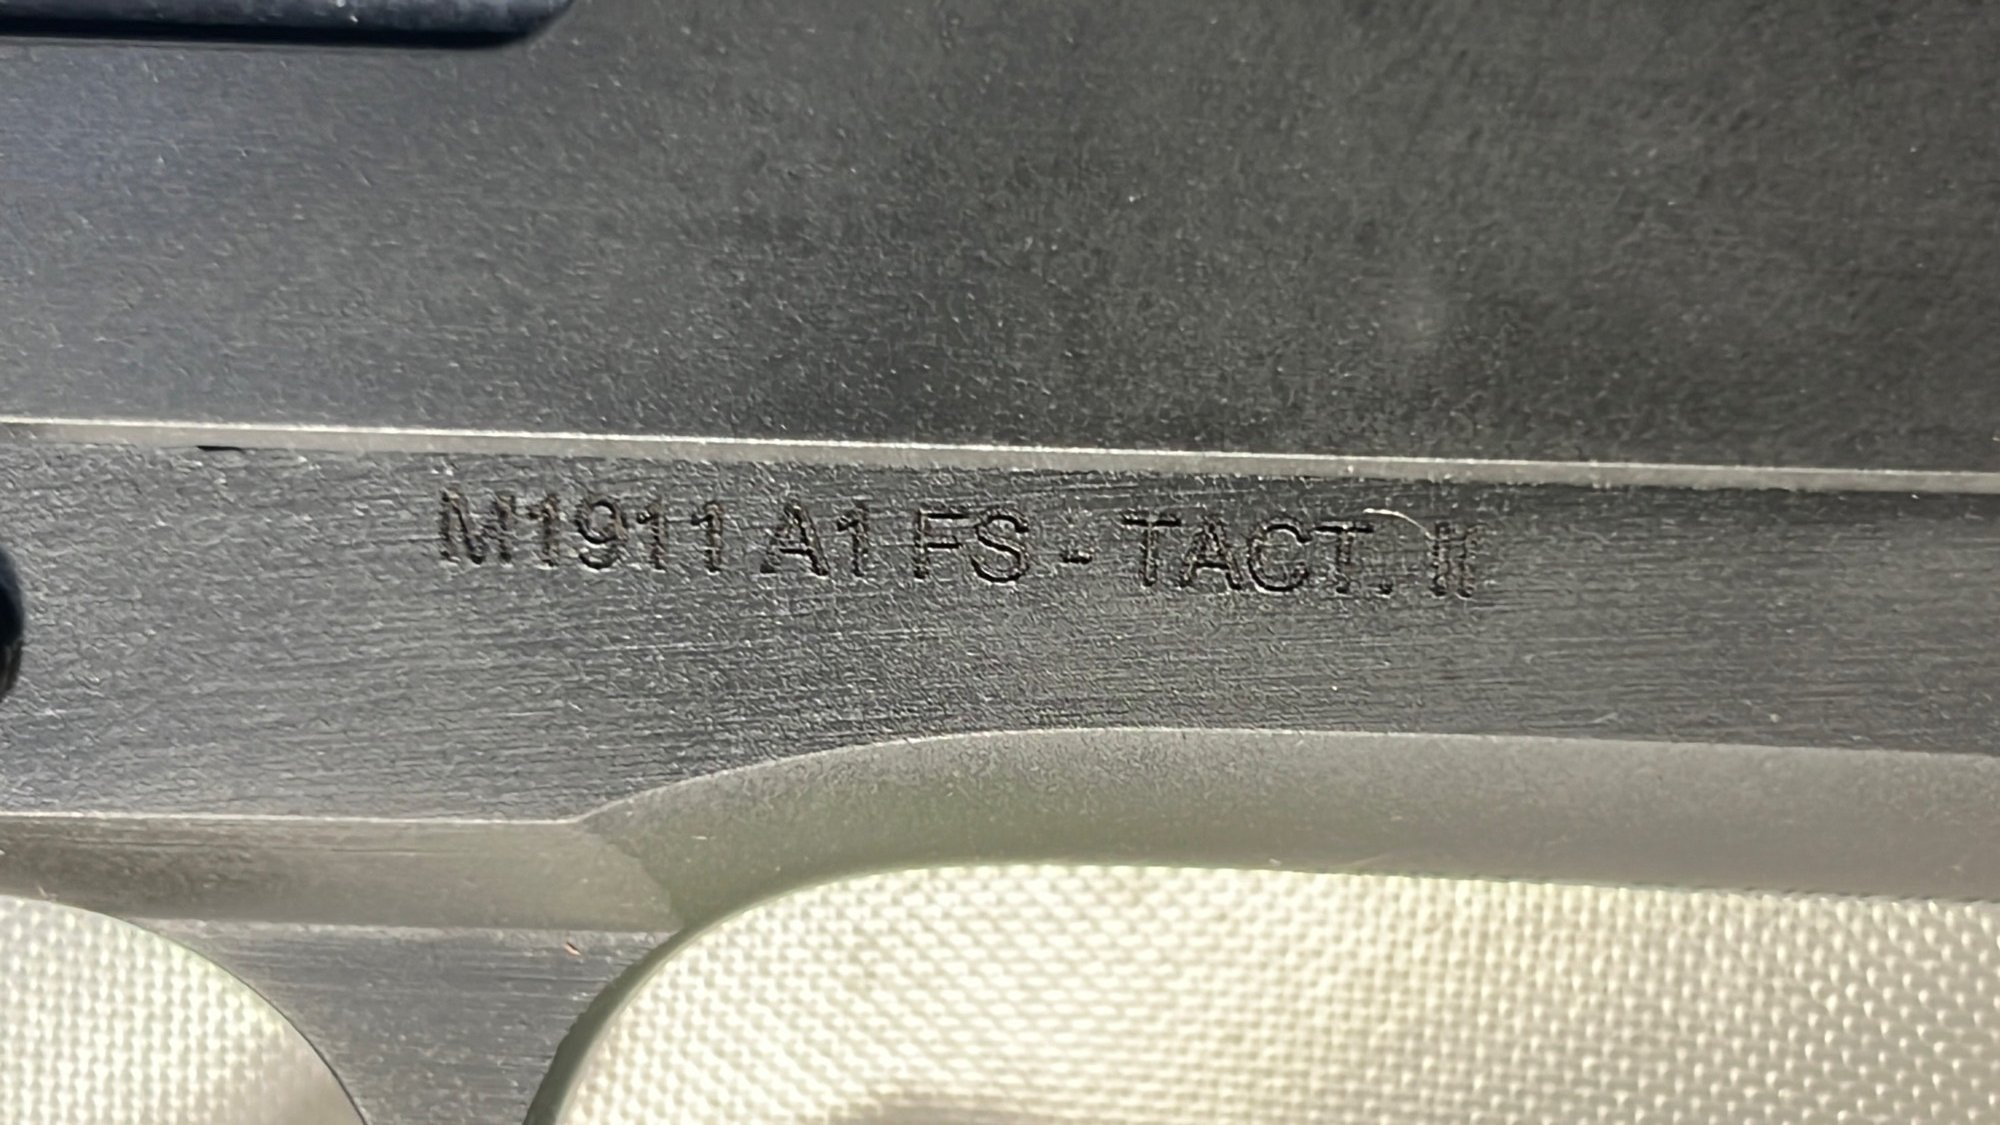 M1911 A1 FS - TACT. II